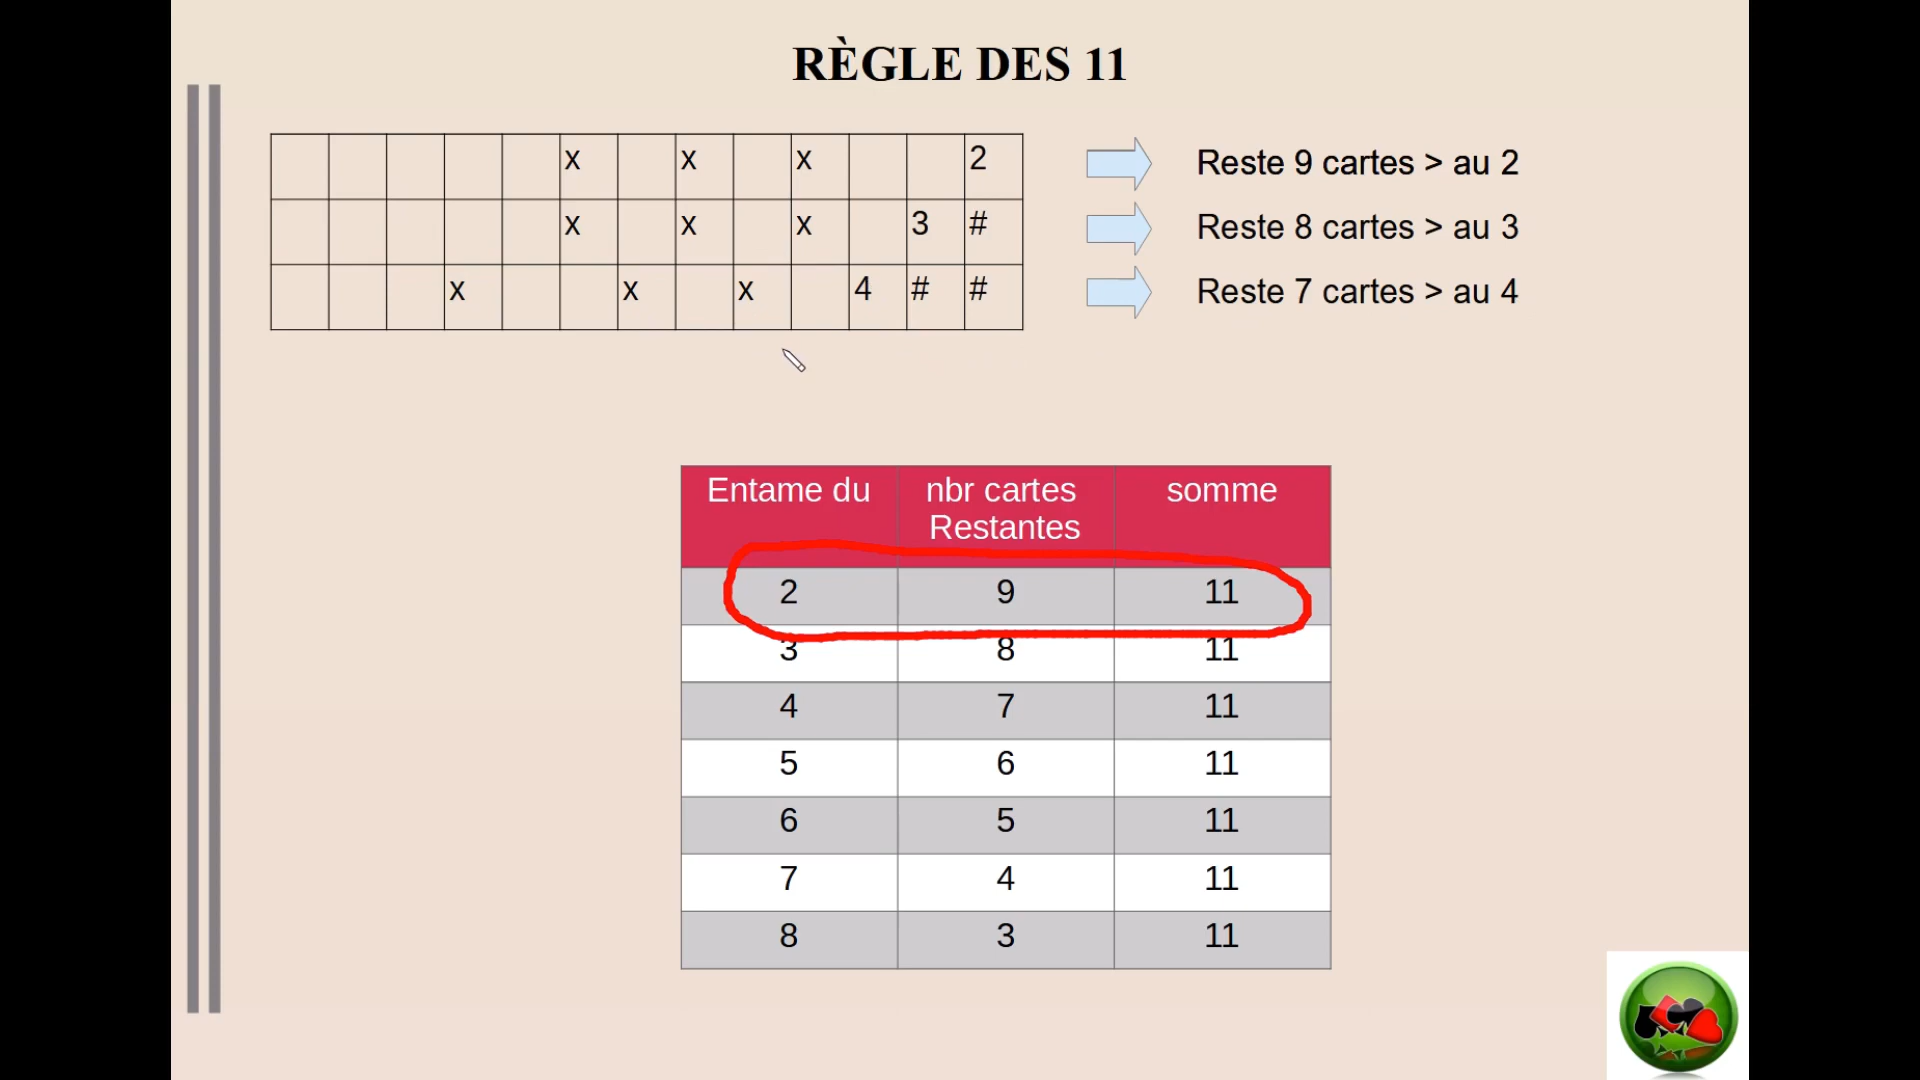 RÈGLE DES 11
x x x 2
Reste 9 cartes > au 2
x x x 3 #
Reste 8 cartes > au 3
x x x 4 # #
Reste 7 cartes > au 4
Entame du nbr cartes Restantes somme
2 9 11
3 8 11
4 7 11
5 6 11
6 5 11
7 4 11
8 3 11